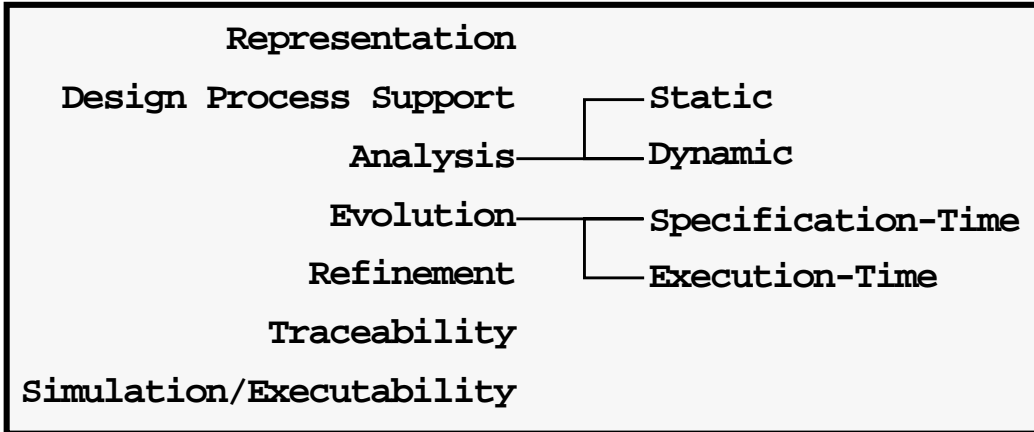 Representation
Design Process Support
Static
Analysis
Dynamic
Evolution
Specification-Time
Refinement
Execution-Time
Traceability
Simulation/Executability